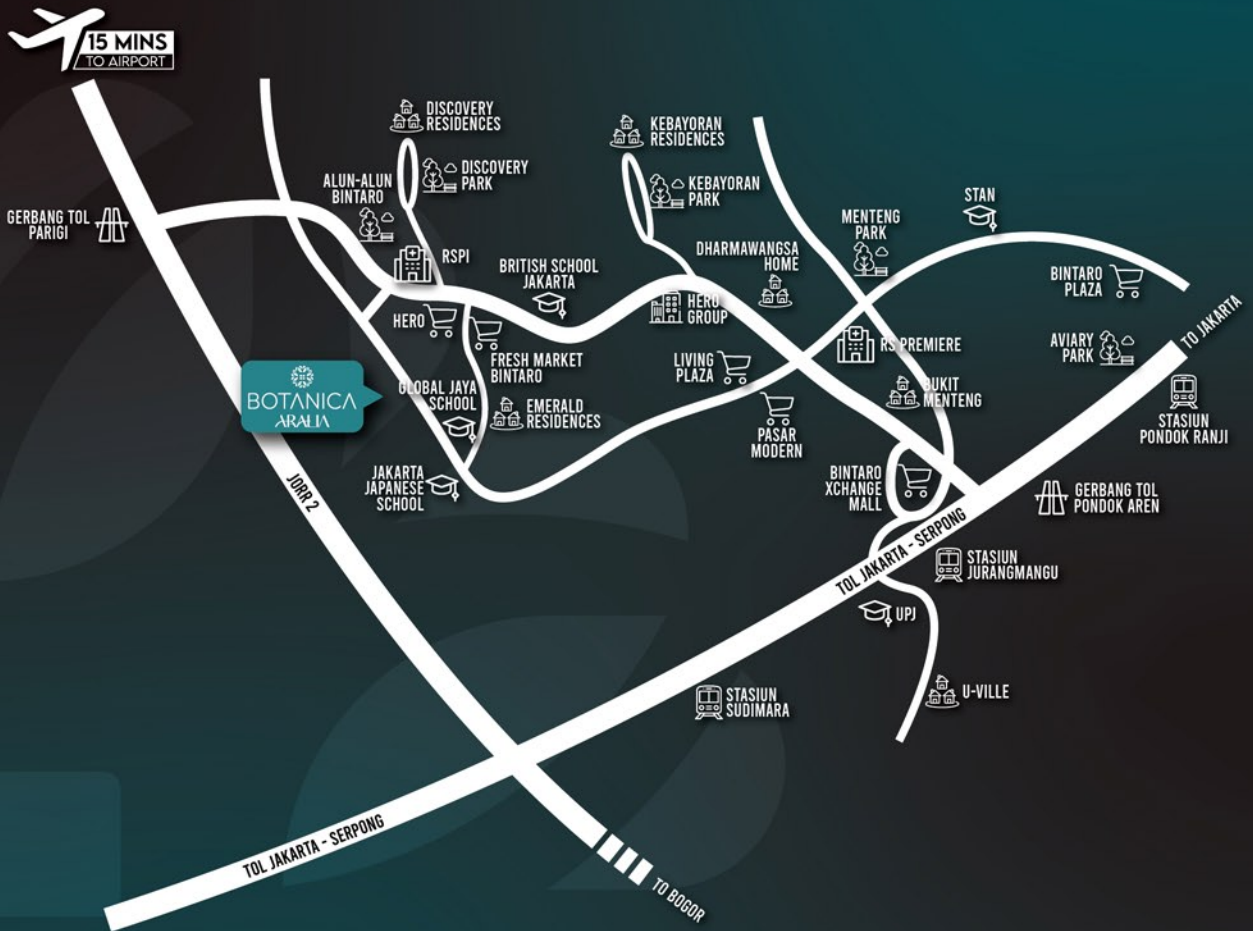 15 MINS
TO AIRPORT
DISCOVERY
RESIDENCES
DISCOVERY
PARK
ALUN-ALUN
BINTARO
GERBANG TOL
PARIGI
RSPI
BRITISH SCHOOL
JAKARTA
KEBAYORAN
RESIDENCES
KEBAYORAN
PARK
DHARMAWANGSA
HOME
MENTENG
PARK
STAN
BINTARO
PLAZA
TO JAKARTA
HERO
HERO
GROUP
FRESH MARKET
BINTARO
LIVING
PLAZA
RS PREMIERE
AVIARY
PARK
BOTANICA
ARALIA
GLOBAL JAYA
SCHOOL
EMERALD
RESIDENCES
PASAR
MODERN
BUKIT
MENTENG
STASIUN
PONDOK RANJI
JAKARTA
JAPANESE
SCHOOL
JORR 2
BINTARO
XCHANGE
MALL
GERBANG TOL
PONDOK AREN
TOL JAKARTA - SERPONG
STASIUN
JURANGMANGU
UPJ
STASIUN
SUDIMARA
U-VILLE
TOL JAKARTA - SERPONG
TO BOGOR